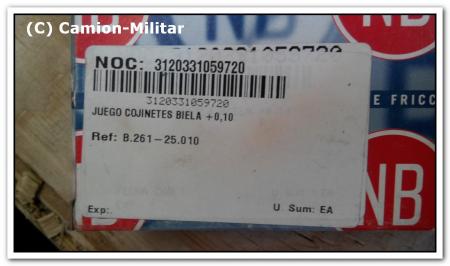 (C) Camion-Militar
3120331059720
NB
NOC: 3120331059720
3120331059720
JUEGO COJINETES BIELA +0,10
E FRICC
Ref: B.261-25.010
NB
Exp:
U Sum: EA